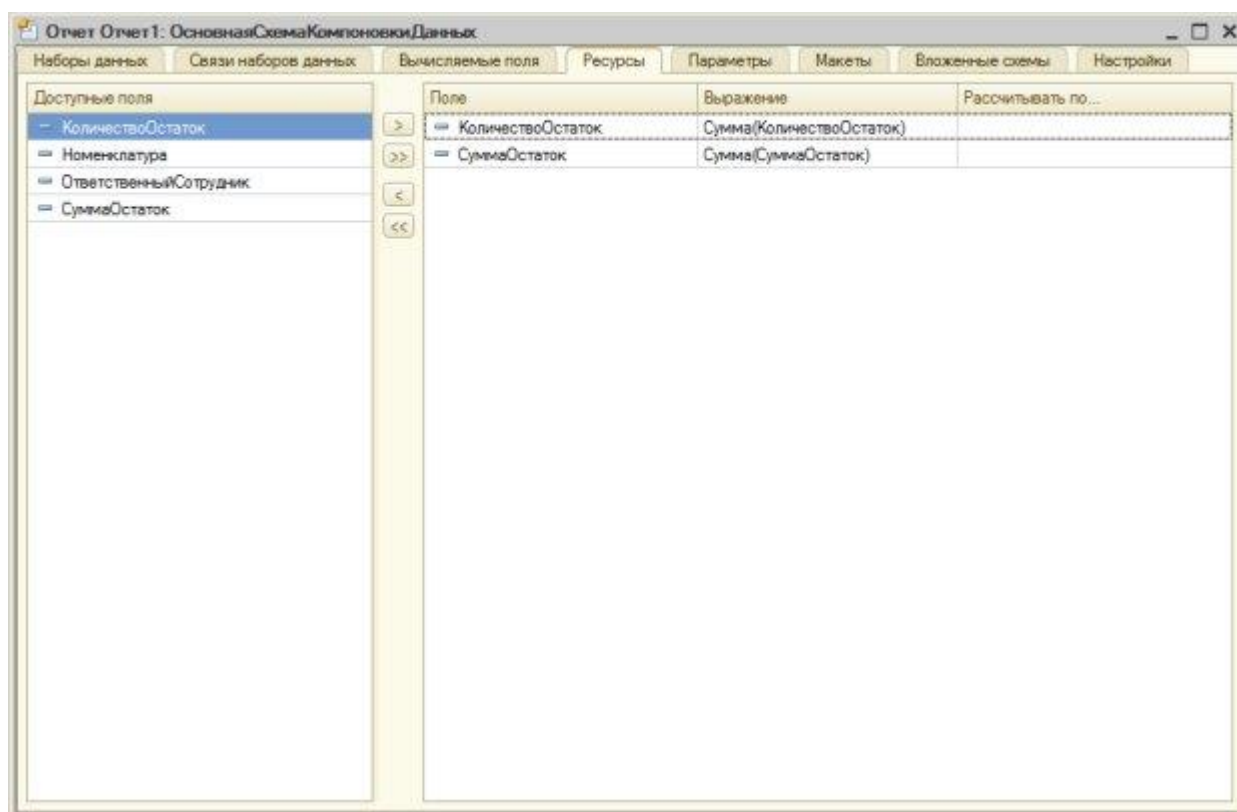 Отчет Отчет1: ОсновнаяСхемаКомпоновкиДанных
Наборы данных Связи наборов данных Вычисляемые поля Ресурсы Параметры Макеты Вложенные схемы Настройки
Доступные поля Поле Выражение Рассчитывать по...
КоличествоОстаток > КоличествоОстаток Сумма(КоличествоОстаток)
Номенклатура >> СуммаОстаток Сумма(СуммаОстаток)
ОтветственныйСотрудник <
СуммаОстаток <<